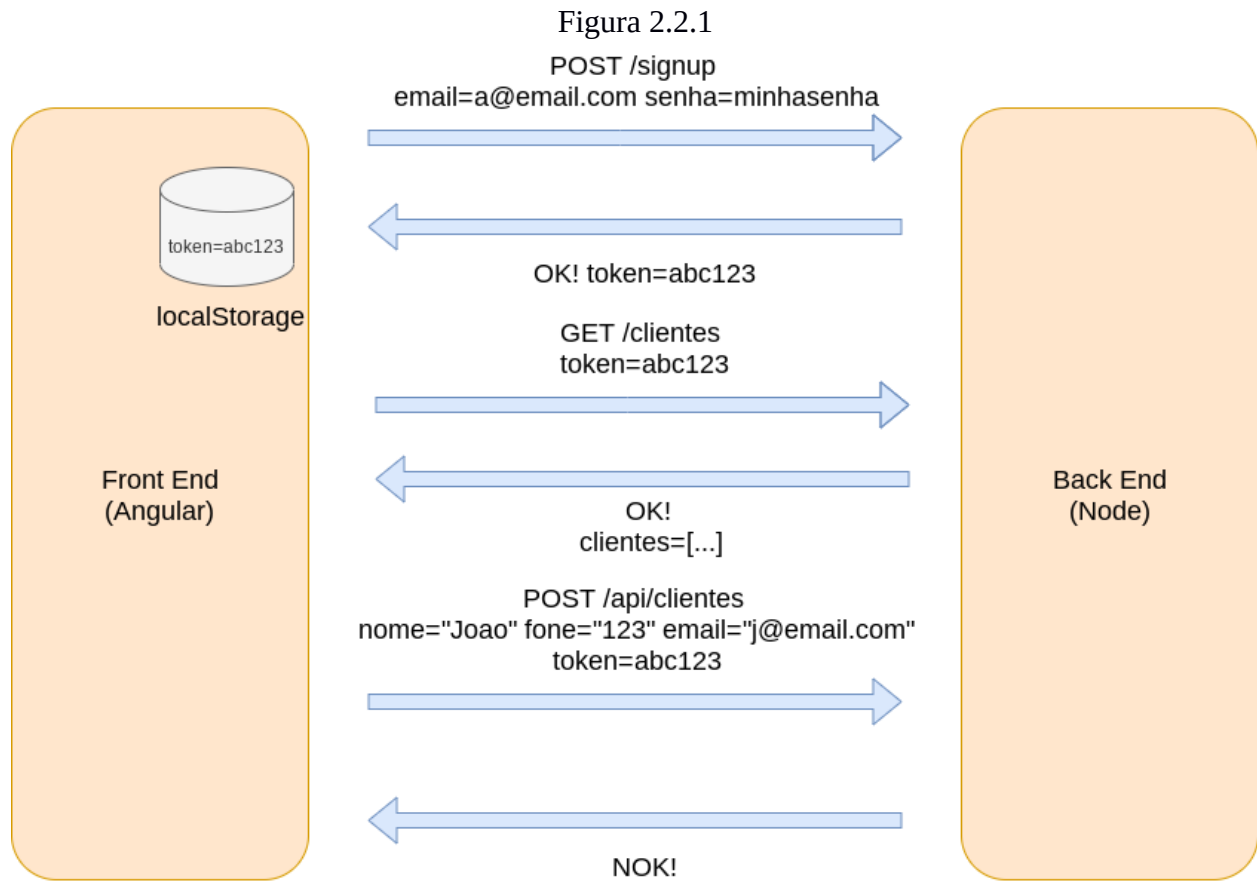 Figura 2.2.1
POST /signup
email=a@email.com senha=minhasenha
token=abc123
localStorage
OK! token=abc123
GET /clientes
token=abc123
Front End
(Angular)
Back End
(Node)
OK!
clientes=[...]
POST /api/clientes
nome="Joao" fone="123" email="j@email.com"
token=abc123
NOK!